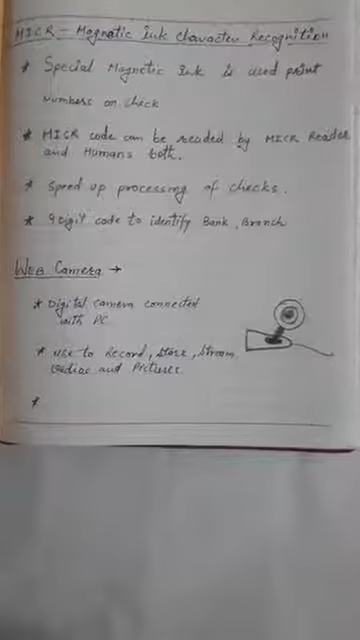 MICR - Magnatic ink character Recognition
* Special Magnetic Ink is used print
numbers on check
* MICR code can be readed by MICR Reader
and Humans both.
* Speed up processing of checks.
* 9 digit code to identify Bank, Branch
WEB Camera →
* Digital camera connected
with PC
* use to Record, Store, Stream
and Pictures
*